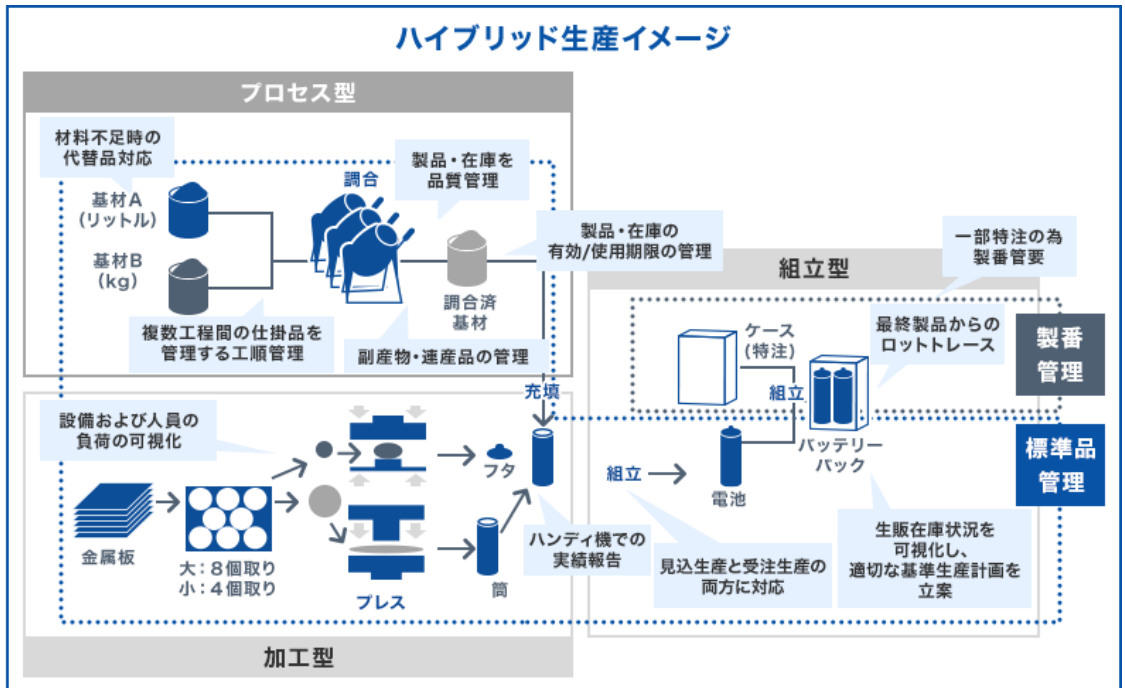 ハイブリッド生産イメージ
プロセス型
材料不足時の
代替品対応
基材A
(リットル)
基材B
(kg)
調合
製品・在庫を
品質管理
製品・在庫の
有効/使用期限の管理
調合済
基材
複数工程間の仕掛品を
管理する工順管理
副産物・連産品の管理
充填
設備および人員の
負荷の可視化
金属板
大：8個取り
小：4個取り
プレス
フタ
筒
ハンディ機での
実績報告
加工型
組立型
一部特注の為
製番管要
ケース
(特注)
組立
最終製品からの
ロットトレース
製番
管理
バッテリー
パック
組立
電池
標準品
管理
見込生産と受注生産の
両方に対応
生販在庫状況を
可視化し、
適切な基準生産計画を
立案